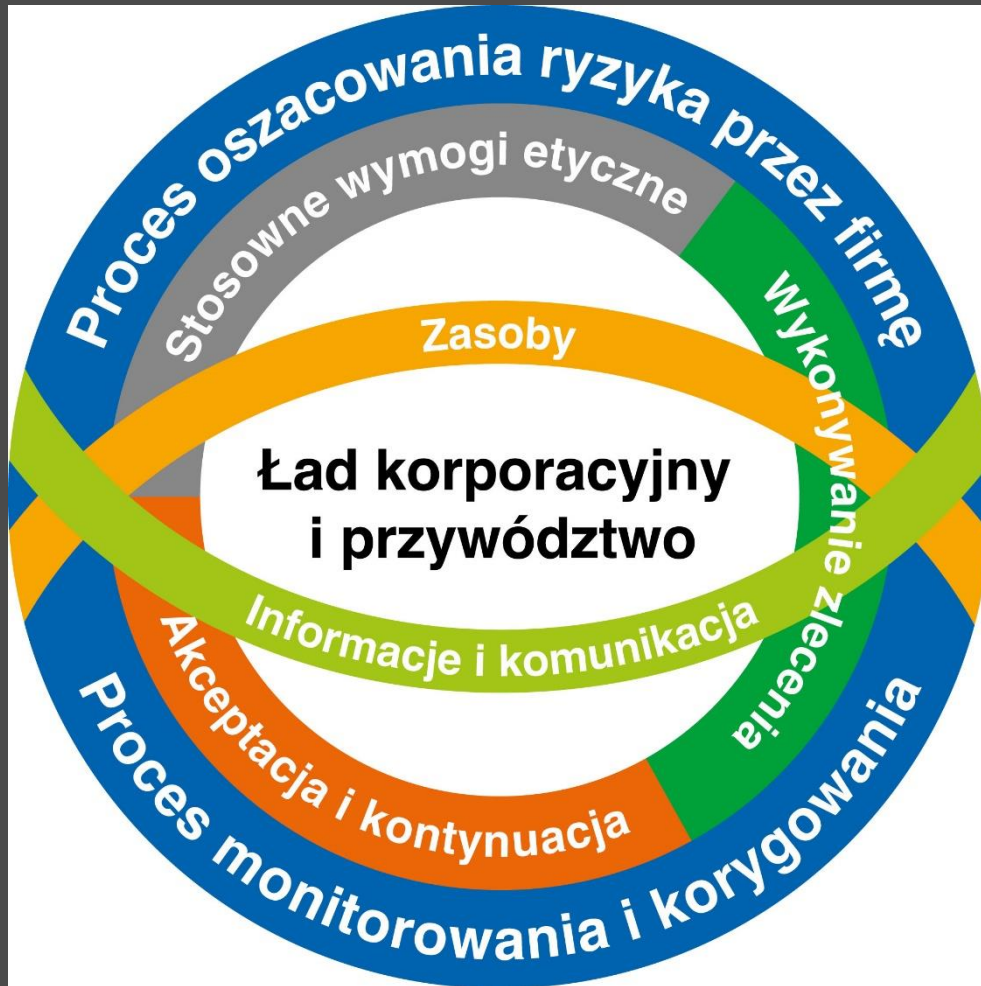 Proces oszacowania ryzyka przez firmę
Stosowne wymogi etyczne
Wykonywanie zlecenia
Zasoby
Ład korporacyjny
i przywództwo
Informacje i komunikacja
Akceptacja i kontynuacja
Proces monitorowania i korygowania